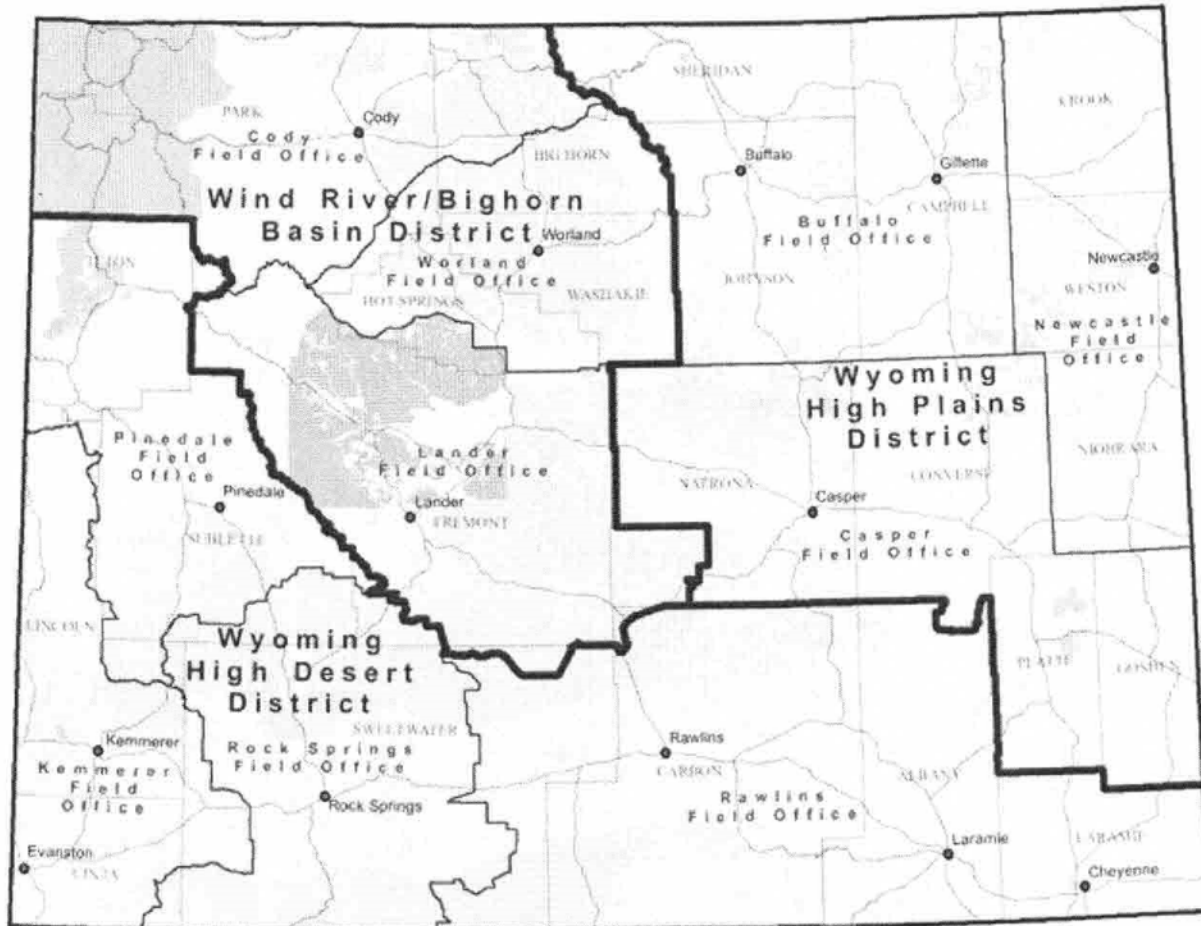 SHERIDAN
CROOK
PARK
Cody
Cody
Field Office
BIG HORN
Buffalo
Gillette
CAMPBELL
Wind River/Bighorn
Basin District
Worland
Worland
Field Office
Buffalo
Field Office
Newcastle
TETON
HOT SPRINGS
WASHAKIE
JOHNSON
WESTON
Newcastle
Field
Office
Wyoming
High Plains
District
Pinedale
Field
Office
Lander
Field Office
NIOBRARA
CONVERSE
NATRONA
Pinedale
Lander
FREMONT
Casper
SUBLETTE
Casper
Field Office
LINCOLN
Wyoming
High Desert
District
PLATTE
GOSHEN
SWEETWATER
Kemmerer
Rock Springs
Field Office
Rawlins
CARBON
ALBANY
Kemmerer
Field
Office
Rock Springs
Rawlins
Field Office
LARAMIE
Evanston
UINTA
Laramie
Cheyenne